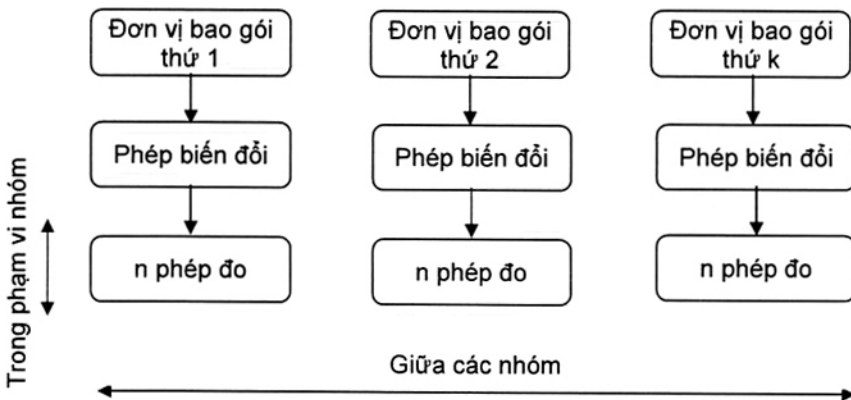 Đơn vị bao gói
thứ 1
Đơn vị bao gói
thứ 2
Đơn vị bao gói
thứ k
Phép biến đổi
Phép biến đổi
Phép biến đổi
Trong phạm vi nhóm
n phép đo
n phép đo
n phép đo
Giữa các nhóm